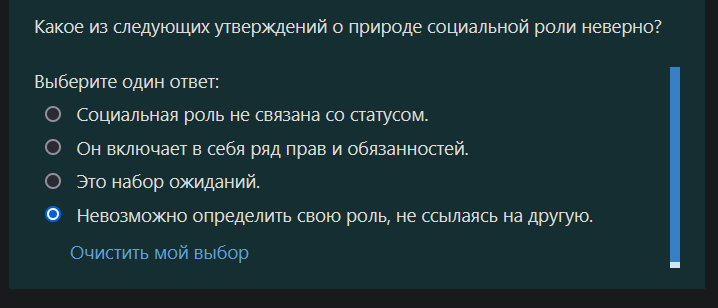 Какое из следующих утверждений о природе социальной роли неверно?
Выберите один ответ:
Социальная роль не связана со статусом.
Он включает в себя ряд прав и обязанностей.
Это набор ожиданий.
Невозможно определить свою роль, не ссылаясь на другую.
Очистить мой выбор